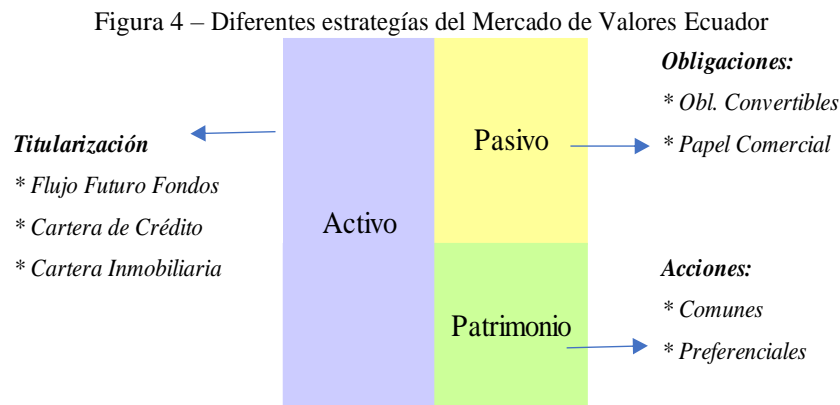 Figura 4 – Diferentes estrategías del Mercado de Valores Ecuador
Titularización
* Flujo Futuro Fondos
* Cartera de Crédito
* Cartera Inmobiliaria
Activo
Pasivo
Patrimonio
Obligaciones:
* Obl. Convertibles
* Papel Comercial
Acciones:
* Comunes
* Preferenciales